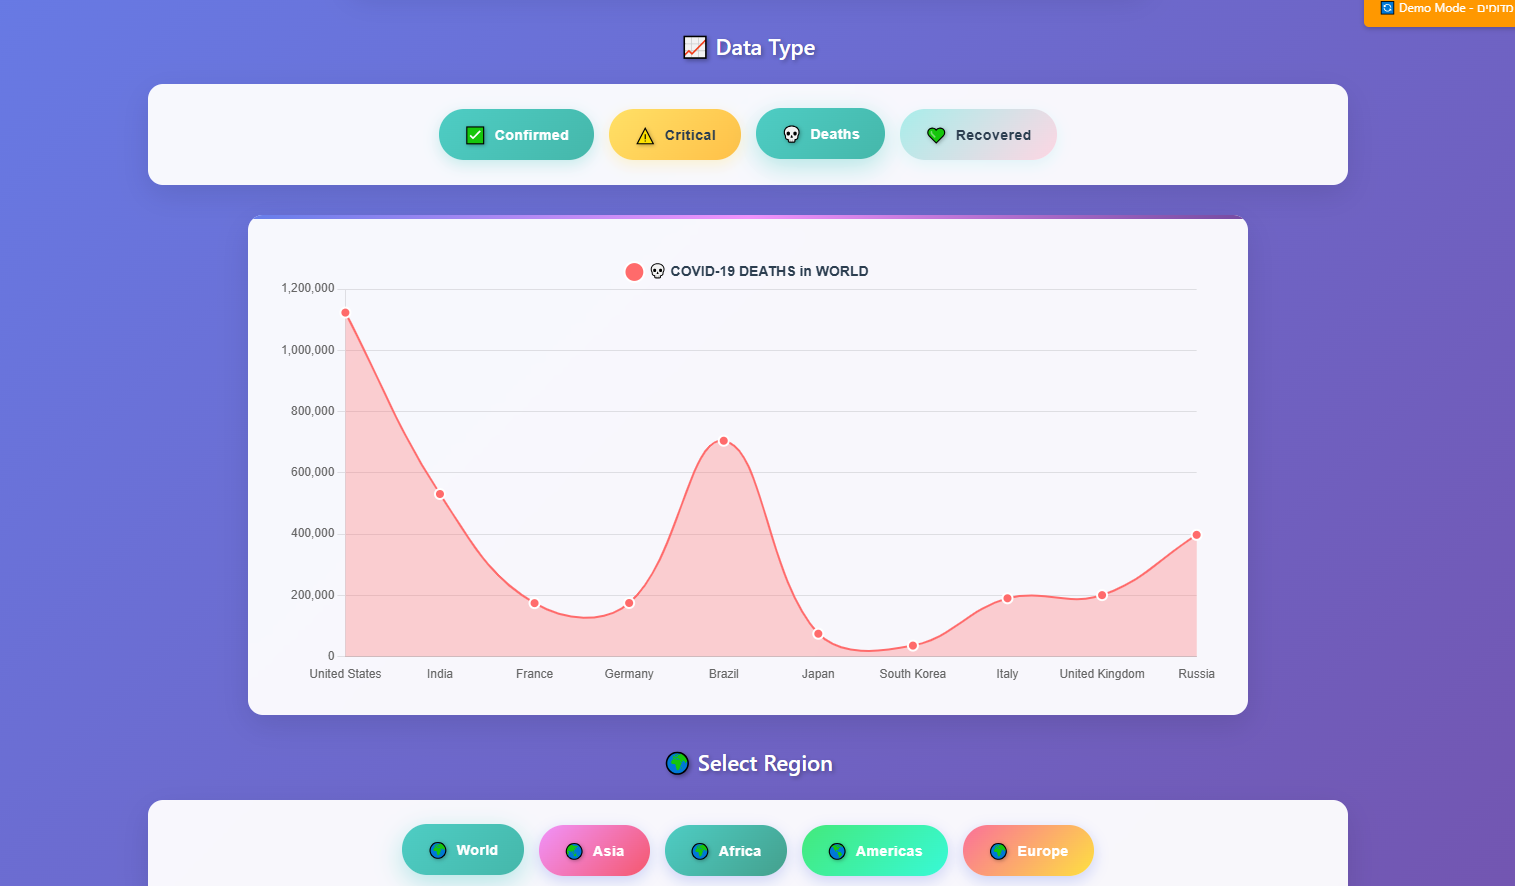 Demo Mode - מדומים
Data Type
Confirmed
Critical
Deaths
Recovered
COVID-19 DEATHS in WORLD
1,200,000
1,000,000
800,000
600,000
400,000
200,000
0
United States India France Germany Brazil Japan South Korea Italy United Kingdom Russia
Select Region
World
Asia
Africa
Americas
Europe